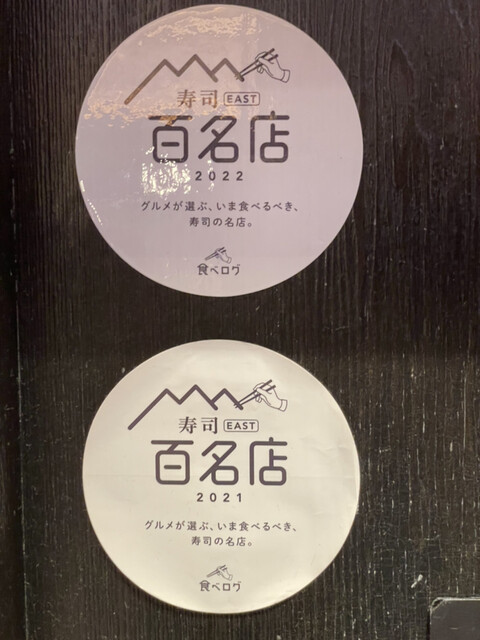 寿司 EAST
百名店
2022
グルメが選ぶ、いま食べるべき、
寿司の名店。
食べログ
寿司 EAST
百名店
2021
グルメが選ぶ、いま食べるべき、
寿司の名店。
食べログ